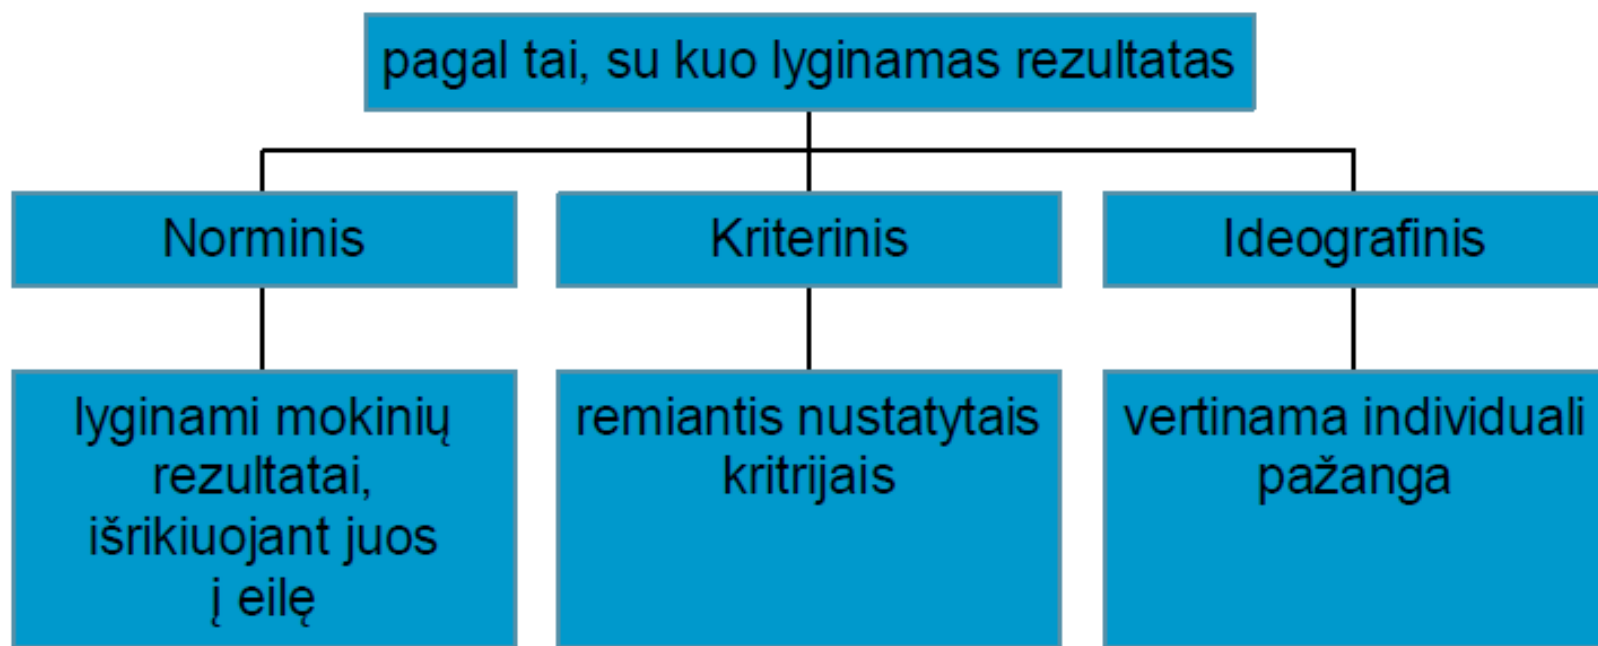 pagal tai, su kuo lyginamas rezultatas
Norminis
Kriterinis
Ideografinis
lyginami mokinių
rezultatai,
išrikiuojant juos
į eilę
remiantis nustatytais
kritrijais
vertinama individuali
pažanga